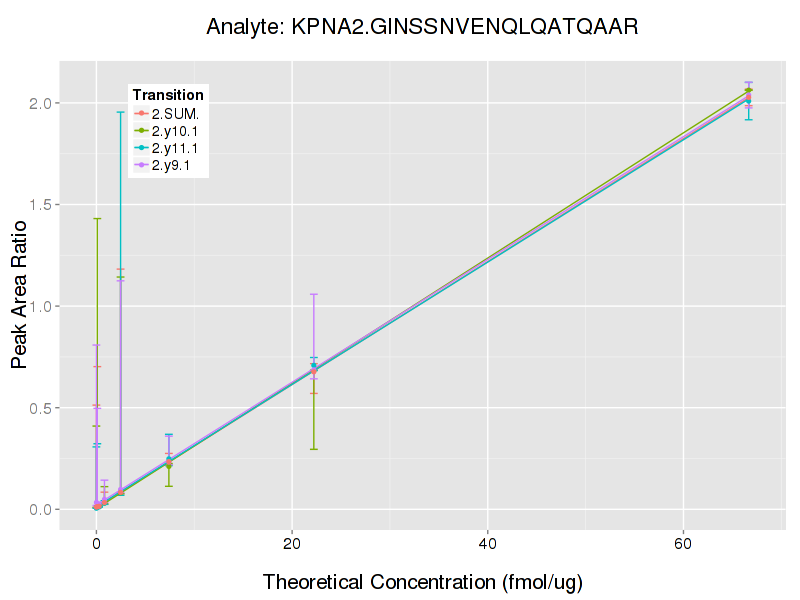 Analyte: KPNA2.GINSSNVENQLQATQAAR
Transition
2.SUM.
2.y10.1
2.y11.1
2.y9.1
Peak Area Ratio
2.0
1.5
1.0
0.5
0.0
0
20
40
60
Theoretical Concentration (fmol/ug)